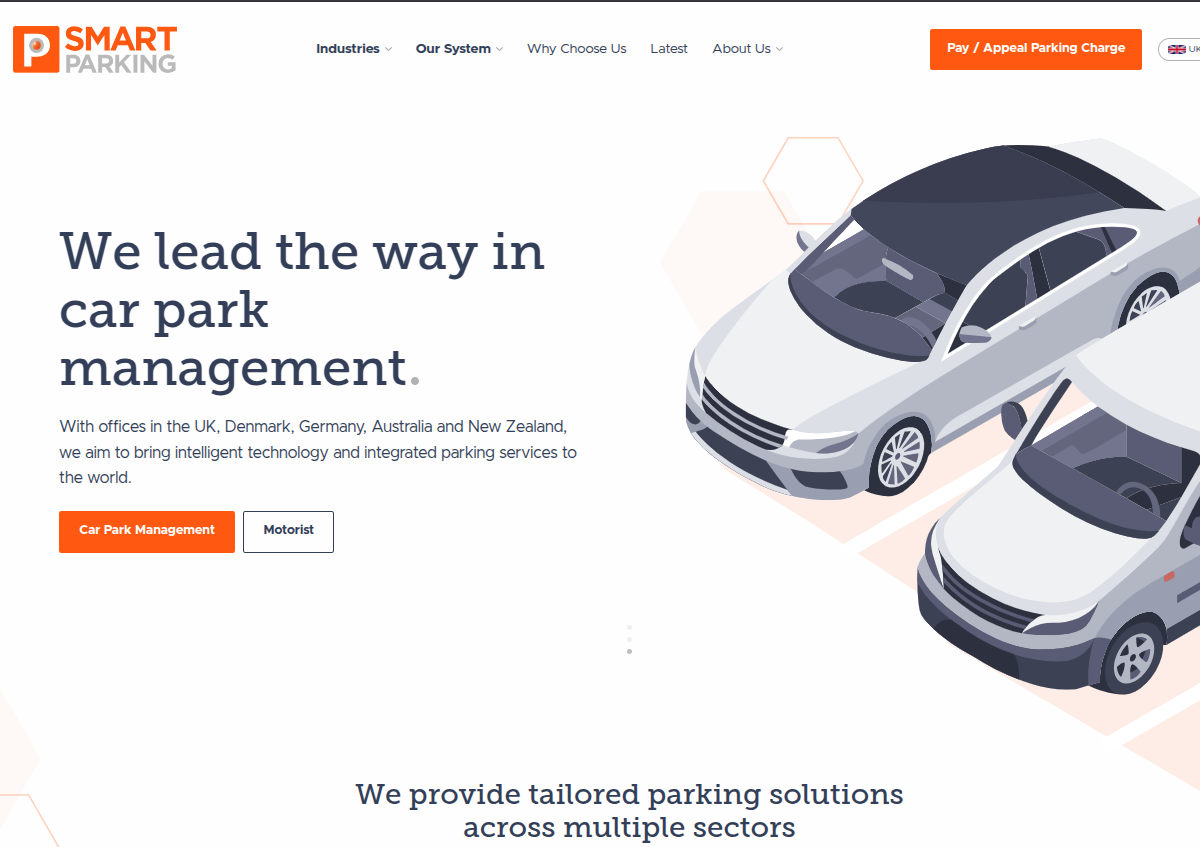 P SMART
PARKING
Industries
Our System
Why Choose Us
Latest
About Us
Pay / Appeal Parking Charge
UK
We lead the way in
car park
management.
With offices in the UK, Denmark, Germany, Australia and New Zealand,
we aim to bring intelligent technology and integrated parking services to
the world.
Car Park Management
Motorist
We provide tailored parking solutions
across multiple sectors